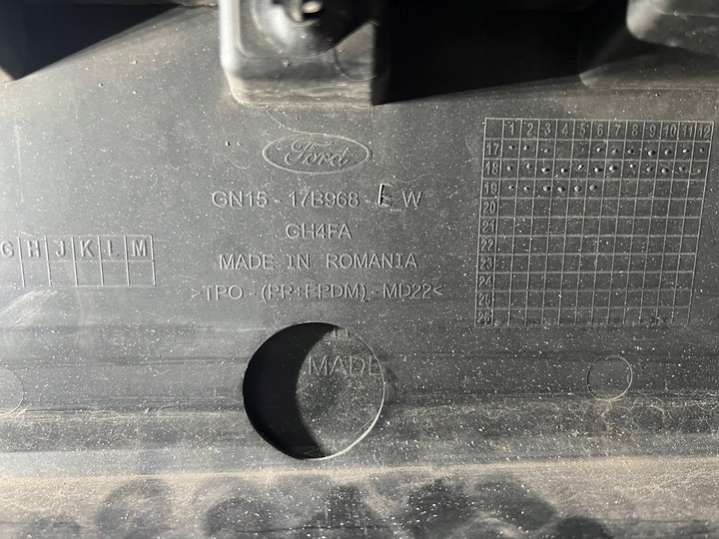 Ford
GN15 - 17B968 - E_W
GH4FA
MADE IN ROMANIA
>TPO - (PP+EPDM) - MD22<
G H J K L M
1 2 3 4 5 6 7 8 9 10 11 12
17
18
19
20
21
22
23
24
25
26
MADE